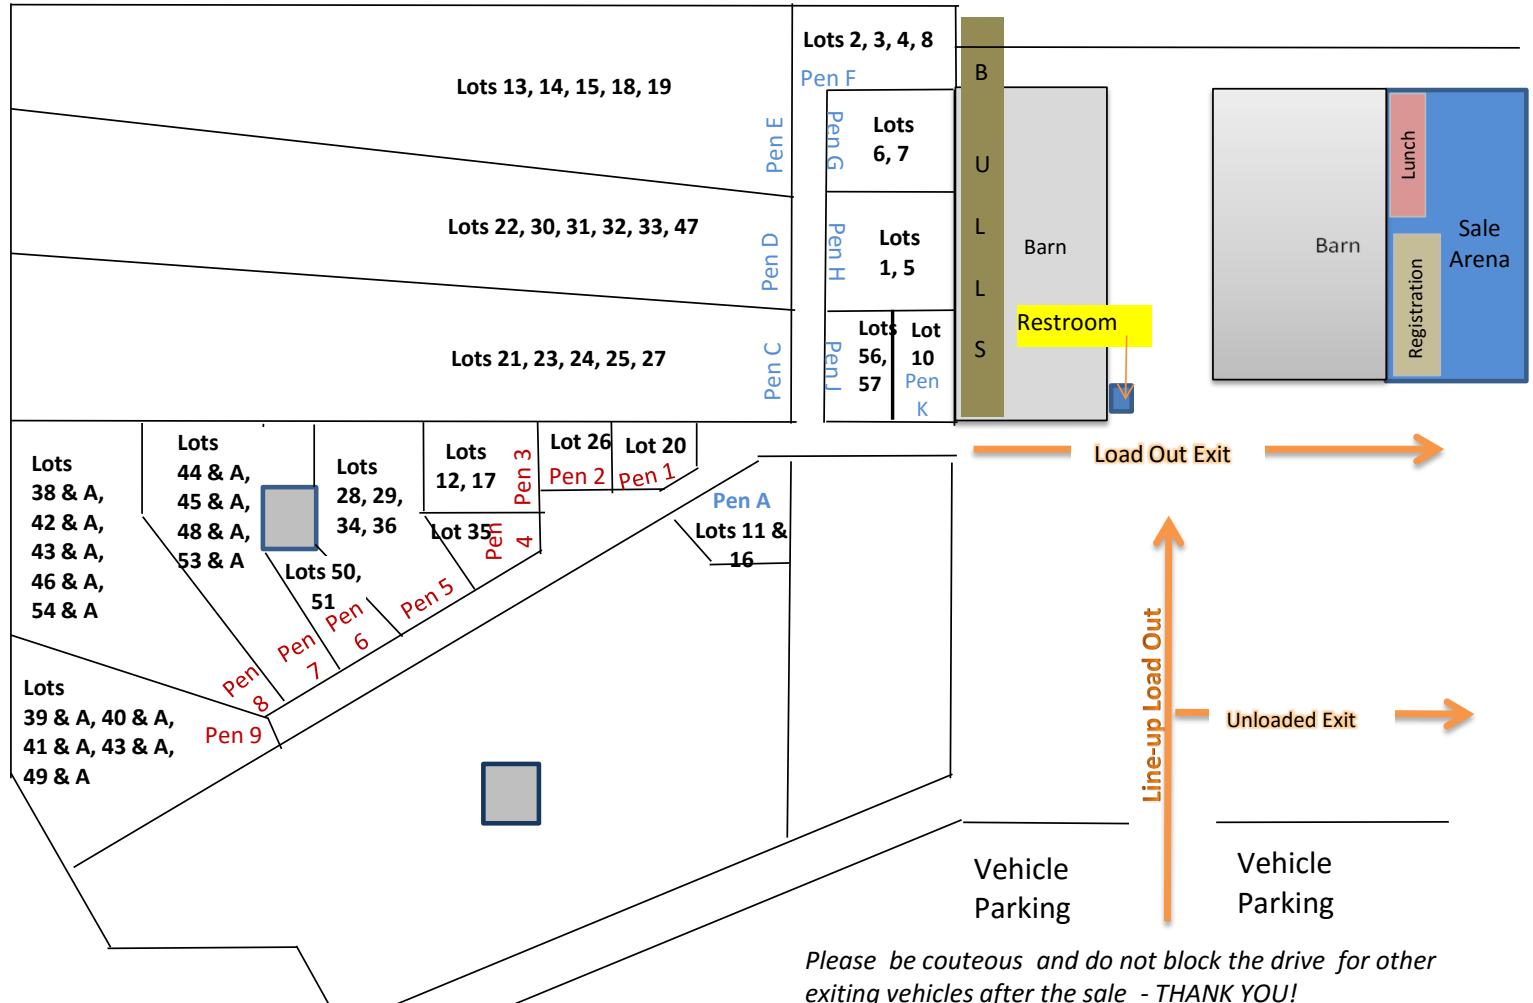 Lots 2, 3, 4, 8
Pen F
Lots 13, 14, 15, 18, 19
Pen E
Pen G
Lots
6, 7
B
U
L
L
S
Barn
Barn
Lunch
Sale
Arena
Registration
Lots 22, 30, 31, 32, 33, 47
Pen D
Pen H
Lots
1, 5
Restroom
Lots 21, 23, 24, 25, 27
Pen C
Pen J
Lots
56,
57
Lot
10
Pen
K
Load Out Exit
Lots
38 & A,
42 & A,
43 & A,
46 & A,
54 & A
Lots
44 & A,
45 & A,
48 & A,
53 & A
Lots
28, 29,
34, 36
Lots
12, 17
Pen 3
Lot 26
Pen 2
Lot 20
Pen 1
Lot 35
Pen
4
Pen A
Lots 11 &
16
Lots 50,
51
Pen 5
Pen
6
Pen
7
Pen
8
Lots
39 & A, 40 & A,
41 & A, 43 & A,
49 & A
Pen 9
Line-up Load Out
Unloaded Exit
Vehicle
Parking
Vehicle
Parking
Please be couteous and do not block the drive for other
exiting vehicles after the sale - THANK YOU!